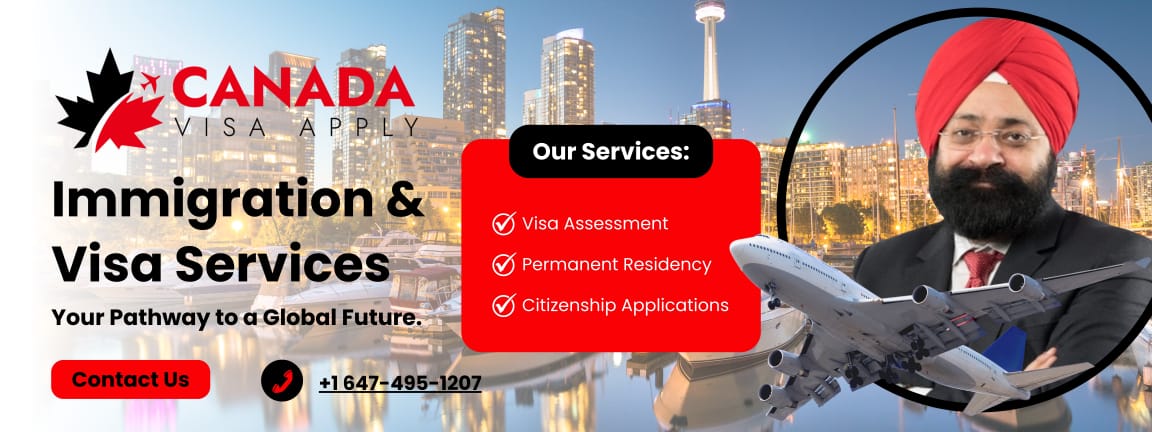 CANADA
VISA APPLY
Immigration &
Visa Services
Your Pathway to a Global Future.
Contact Us
+1 647-495-1207
Our Services:
Visa Assessment
Permanent Residency
Citizenship Applications